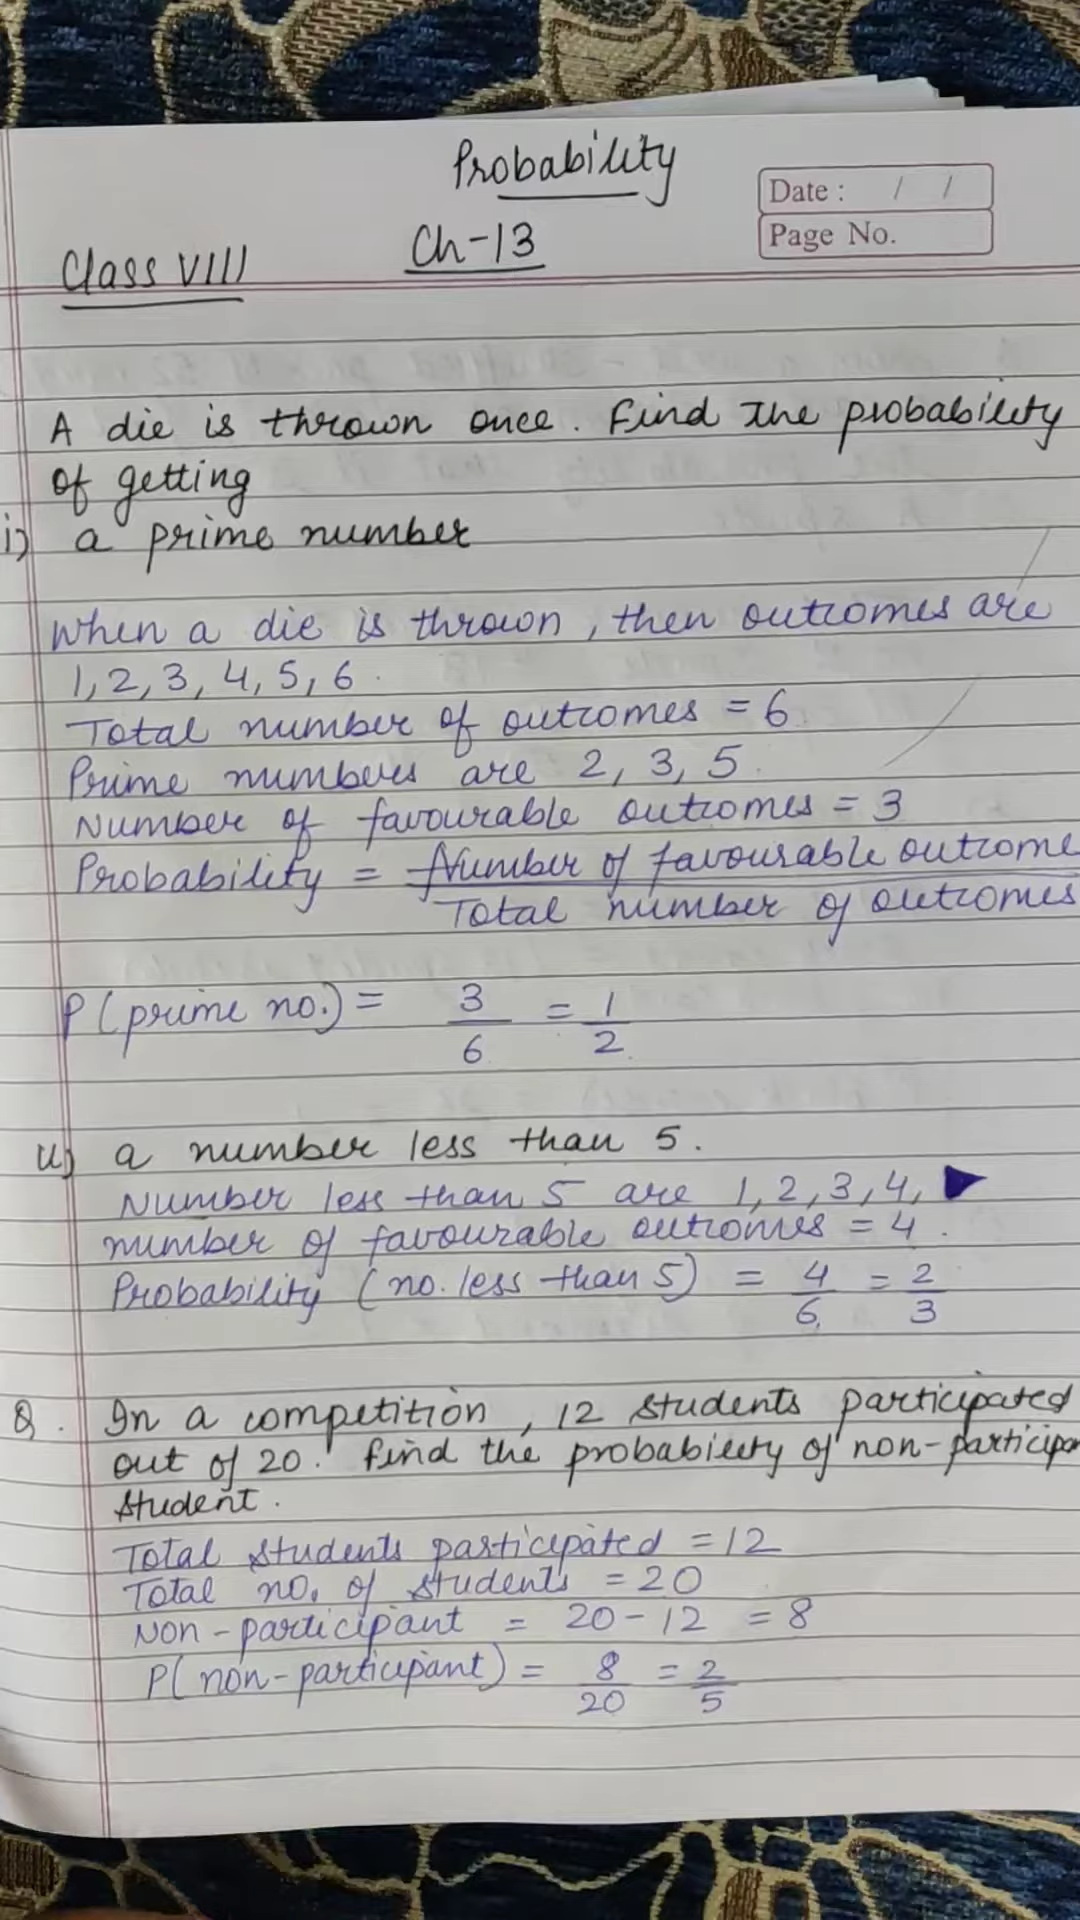 Probability
Date : / /
Page No.
Ch-13
Class VIII
A die is thrown once. Find the probability
of getting
i) a prime number
When a die is thrown, then outcomes are
1, 2, 3, 4, 5, 6.
Total number of outcomes = 6.
Prime numbers are 2, 3, 5.
Number of favourable outcomes = 3
Probability = Number of favourable outcome
Total number of outcomes
P(prime no.) = 3/6 = 1/2
ii) a number less than 5.
Number less than 5 are 1, 2, 3, 4,
number of favourable outcomes = 4.
Probability (no. less than 5) = 4/6 = 2/3
Q. In a competition, 12 students participated
out of 20. find the probability of non-participan
student.
Total students participated = 12
Total no. of students = 20
Non-participant = 20 - 12 = 8
P(non-participant) = 8/20 = 2/5